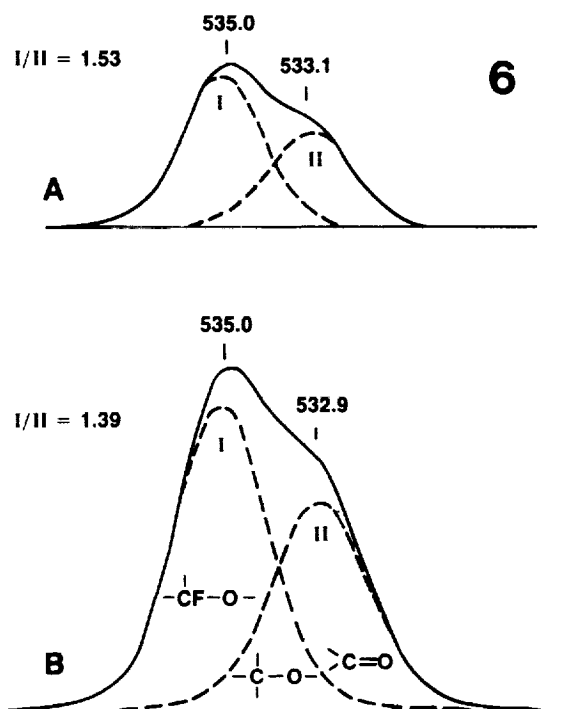 535.0
I/II = 1.53
533.1
6
I
II
A
535.0
532.9
I/II = 1.39
I
II
-CF-O-
B
-C-O-
C=O